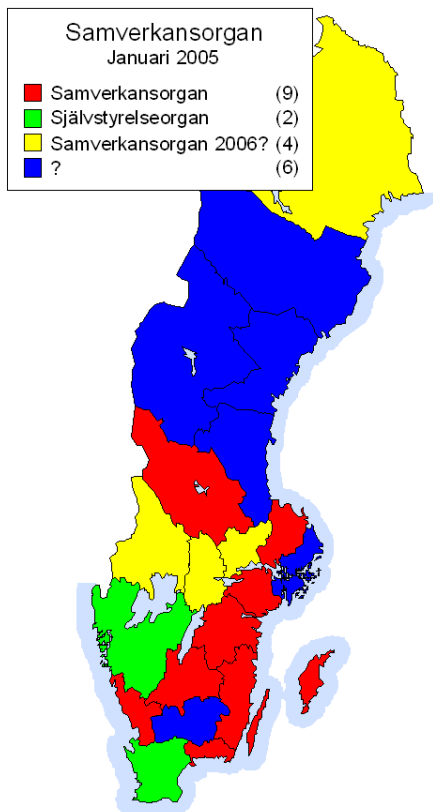 Samverkansorgan
Januari 2005
Samverkansorgan (9)
Självstyrelseorgan (2)
Samverkansorgan 2006? (4)
? (6)